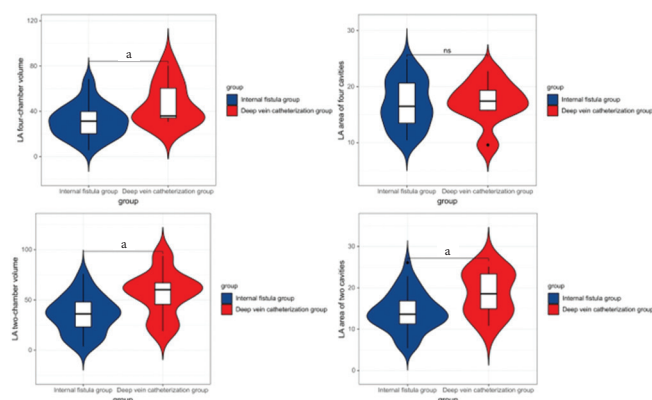 120
80
40
0
LA four-chamber volume
a
Internal fistula group Deep vein catheterization group
group
group
Internal fistula group
Deep vein catheterization group
30
20
10
LA area of four cavities
ns
Internal fistula group Deep vein catheterization group
group
group
Internal fistula group
Deep vein catheterization group
100
50
0
LA two-chamber volume
a
Internal fistula group Deep vein catheterization group
group
group
Internal fistula group
Deep vein catheterization group
30
20
10
0
LA area of two cavities
a
Internal fistula group Deep vein catheterization group
group
group
Internal fistula group
Deep vein catheterization group